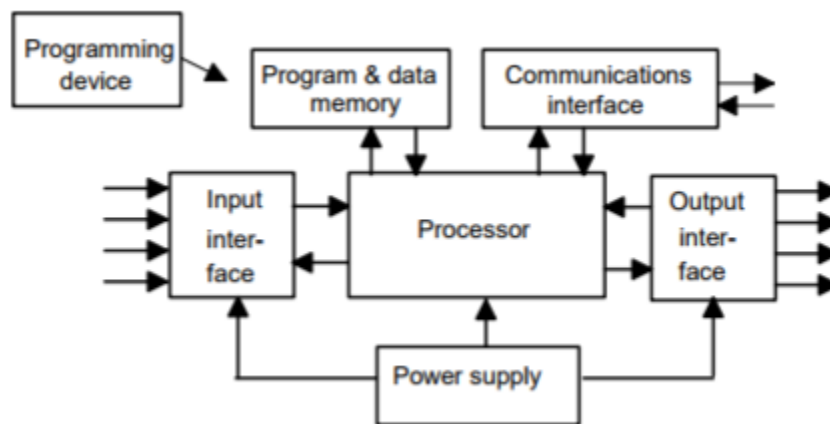 Programming
device
Program & data
memory
Communications
interface
Input
inter-
face
Processor
Output
inter-
face
Power supply